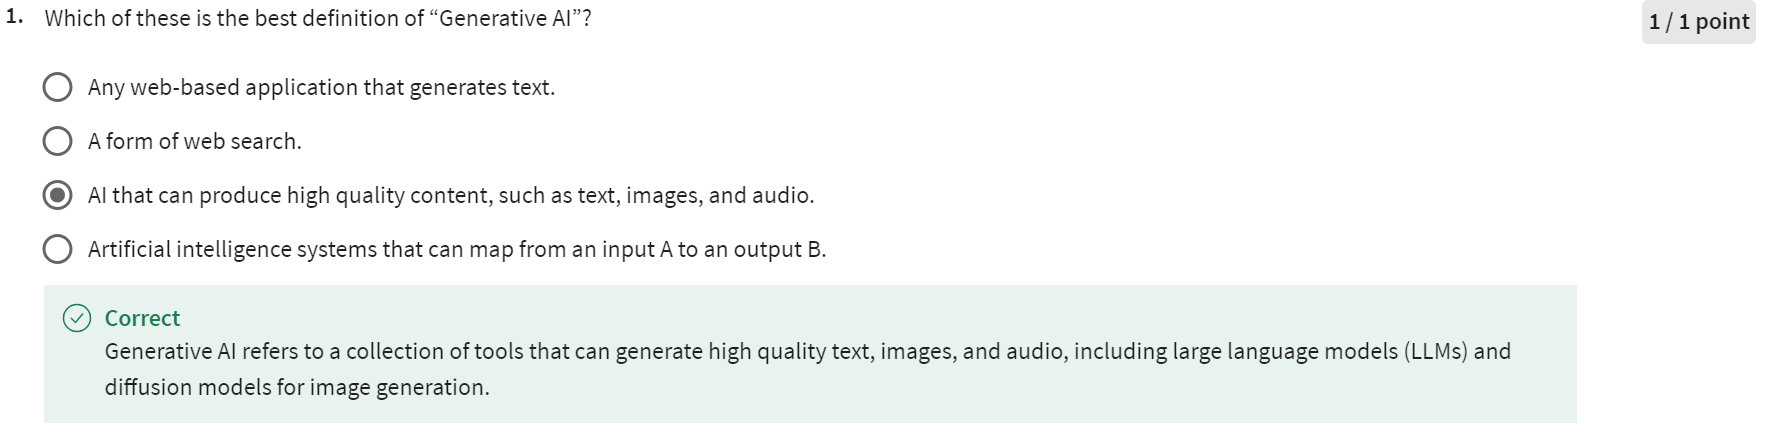 1. Which of these is the best definition of “Generative AI”?
1 / 1 point
Any web-based application that generates text.
A form of web search.
AI that can produce high quality content, such as text, images, and audio.
Artificial intelligence systems that can map from an input A to an output B.
Correct
Generative AI refers to a collection of tools that can generate high quality text, images, and audio, including large language models (LLMs) and
diffusion models for image generation.